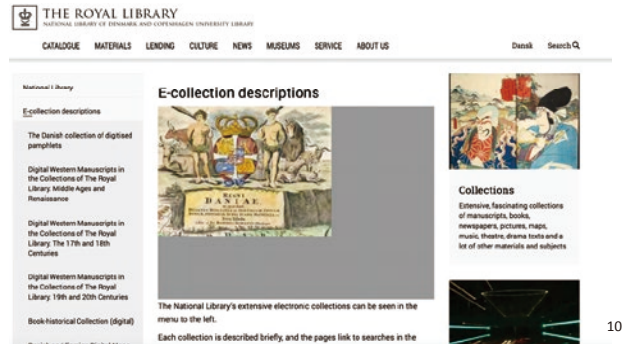 THE ROYAL LIBRARY
NATIONAL LIBRARY OF DENMARK AND COPENHAGEN UNIVERSITY LIBRARY
CATALOGUE MATERIALS LENDING CULTURE NEWS MUSEUMS SERVICE ABOUT US Dansk Search
National Library
E-collection descriptions
The Danish collection of digitised
pamphlets
Digital Western Manuscripts in
the Collections of The Royal
Library: Middle Ages and
Renaissance
Digital Western Manuscripts in
the Collections of The Royal
Library: The 17th and 18th
Centuries
Digital Western Manuscripts in
the Collections of The Royal
Library: 19th and 20th Centuries
Book-historical Collection (digital)
E-collection descriptions
REGNI
DANIÆ
The National Library's extensive electronic collections can be seen in the
menu to the left.
Each collection is described briefly, and the pages link to searches in the
Collections
Extensive, fascinating collections
of manuscripts, books,
newspapers, pictures, maps,
music, theatre, drama texts and a
lot of other materials and subjects
10